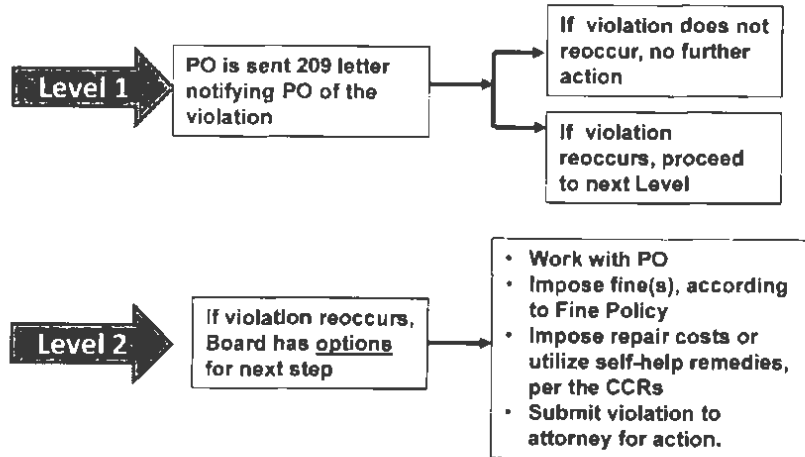 Level 1
PO is sent 209 letter
notifying PO of the
violation
If violation does not
reoccur, no further
action
If violation
reoccurs, proceed
to next Level
Level 2
If violation reoccurs,
Board has options
for next step
• Work with PO
• Impose fine(s), according
to Fine Policy
• Impose repair costs or
utilize self-help remedies,
per the CCRs
• Submit violation to
attorney for action.